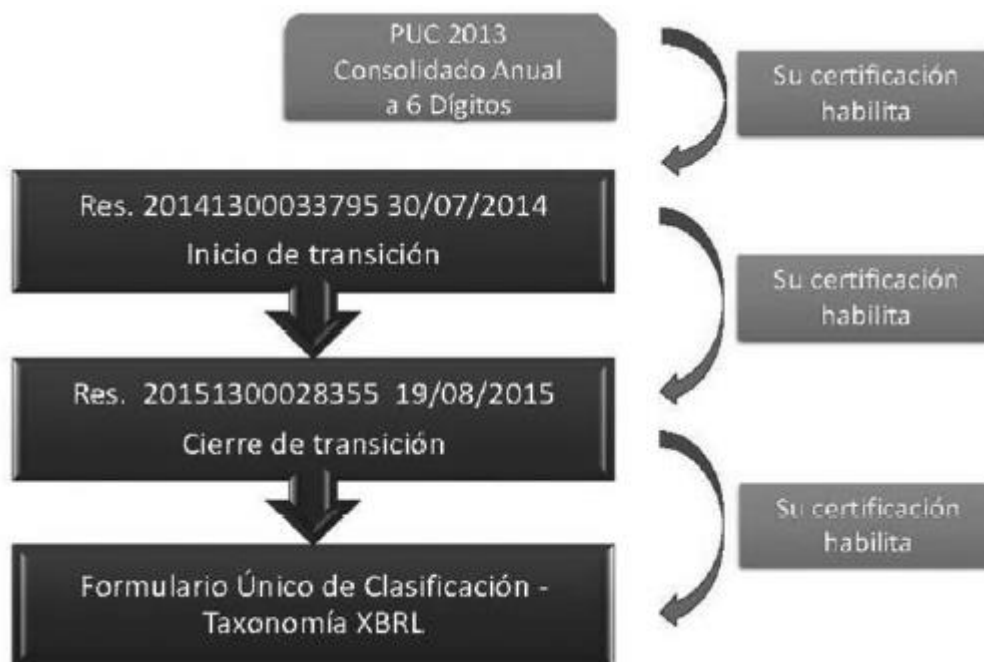 PUC 2013
Consolidado Anual
a 6 Dígitos
Su certificación
habilita
Res. 20141300033795 30/07/2014
Inicio de transición
Su certificación
habilita
Res. 20151300028355 19/08/2015
Cierre de transición
Su certificación
habilita
Formulario Único de Clasificación -
Taxonomía XBRL